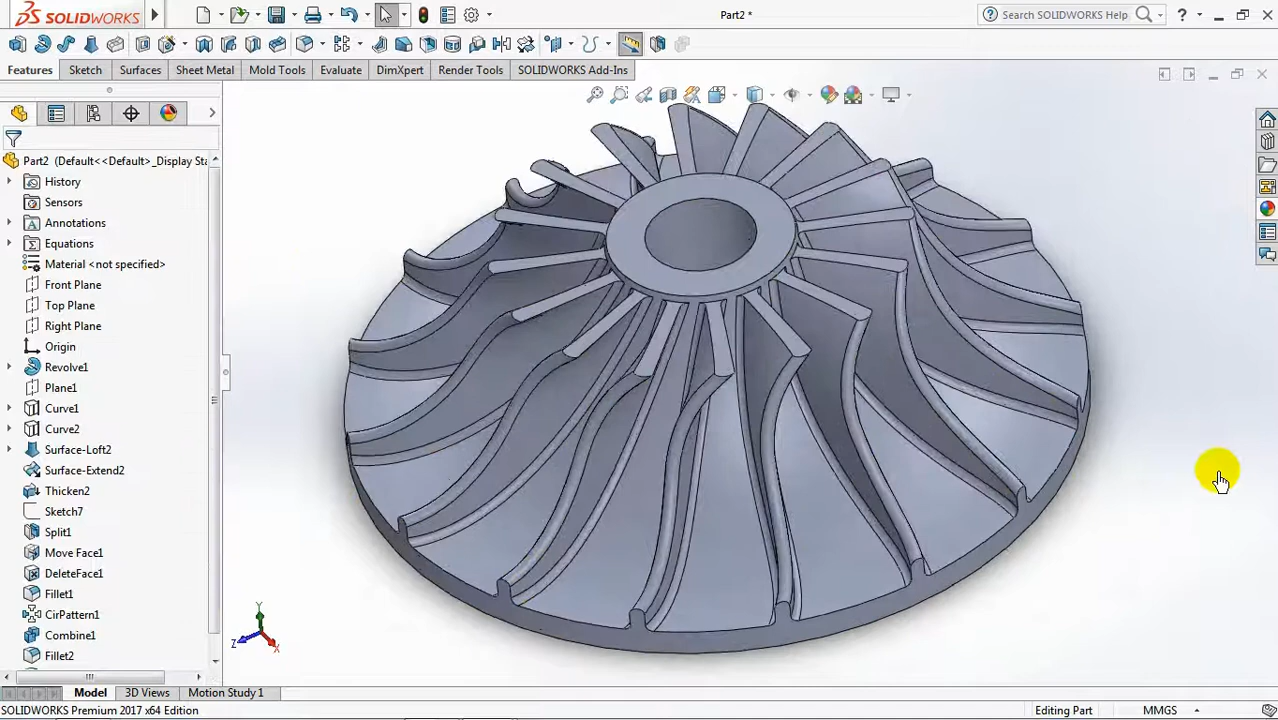 SOLIDWORKS
Part2 *
Search SOLIDWORKS Help
Features
Sketch
Surfaces
Sheet Metal
Mold Tools
Evaluate
DimXpert
Render Tools
SOLIDWORKS Add-Ins
Part2 (Default<<Default>_Display Sta
History
Sensors
Annotations
Equations
Material <not specified>
Front Plane
Top Plane
Right Plane
Origin
Revolve1
Plane1
Curve1
Curve2
Surface-Loft2
Surface-Extend2
Thicken2
Sketch7
Split1
Move Face1
DeleteFace1
Fillet1
CirPattern1
Combine1
Fillet2
Y
Z
X
Model
3D Views
Motion Study 1
SOLIDWORKS Premium 2017 x64 Edition
Editing Part
MMGS